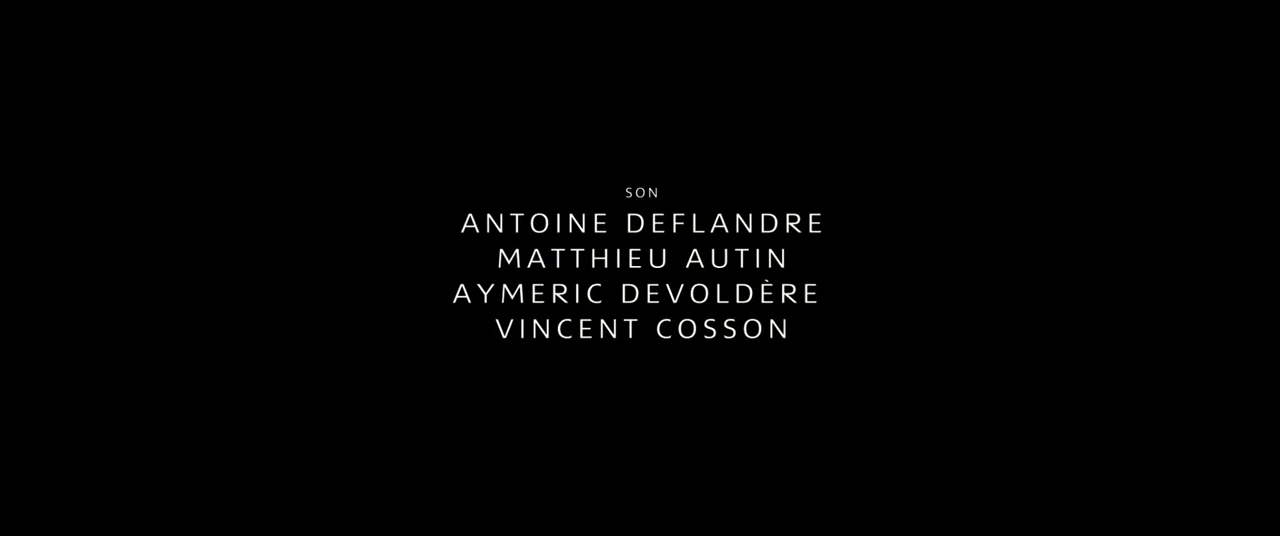 SON
ANTOINE DEFLANDRE
MATTHIEU AUTIN
AYMERIC DEVOLDÈRE
VINCENT COSSON